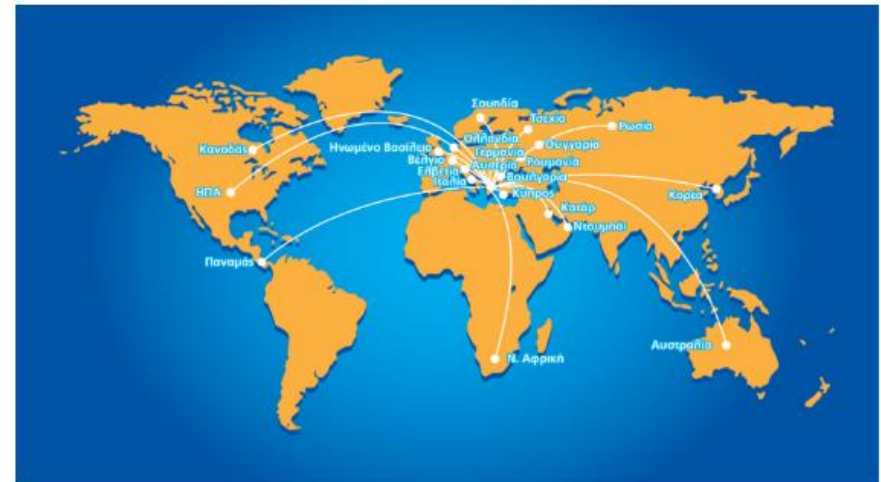 Σουηδία
Τσεχία
Ρωσία
Ολλανδία
Ουγγαρία
Καναδάς
Ηνωμένο Βασίλειο
Γερμανία
Βέλγιο
Αυστρία
Ρουμανία
Ελβετία
Βουλγαρία
Ιταλία
ΗΠΑ
Κύπρος
Κορέα
Κατάρ
Ντουμπάι
Παναμάς
Αυστραλία
Ν. Αφρική